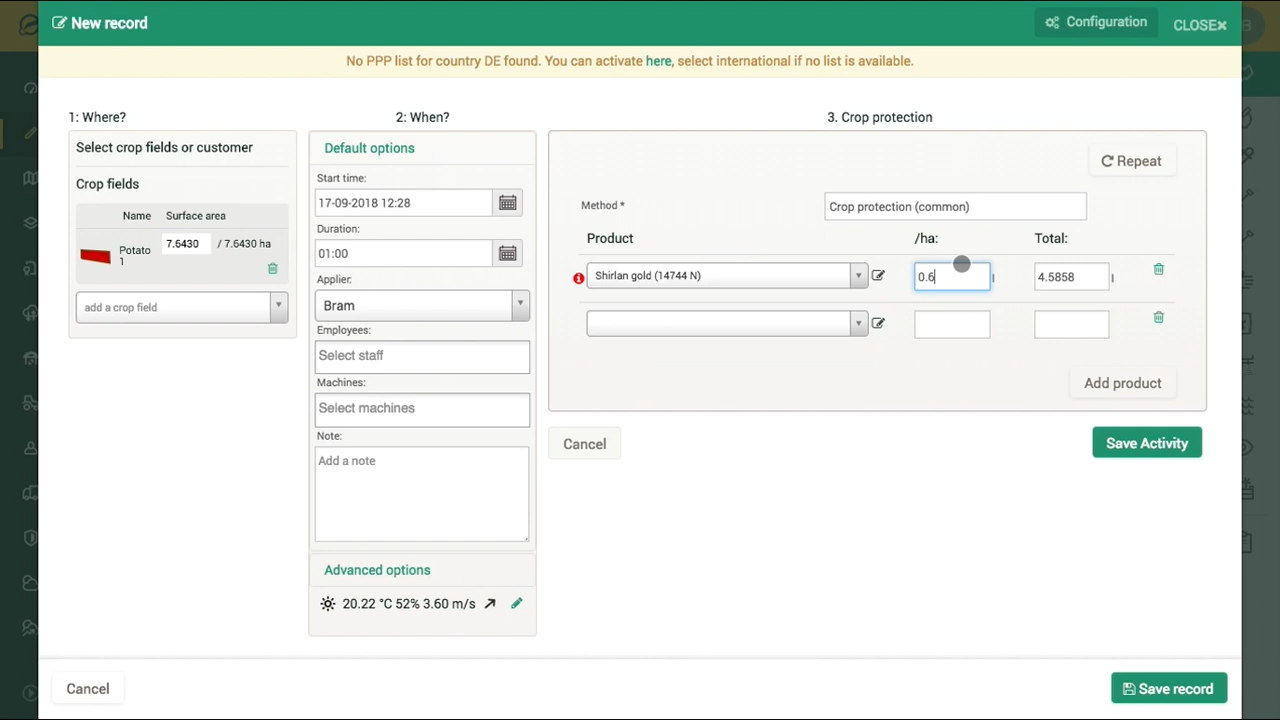 New record
Configuration
CLOSE×
No PPP list for country DE found. You can activate here, select international if no list is available.
1: Where?
Select crop fields or customer
Crop fields
Name Surface area
Potato 7.6430 / 7.6430 ha
1
add a crop field
2: When?
Default options
Start time:
17-09-2018 12:28
Duration:
01:00
Applier:
Bram
Employees:
Select staff
Machines:
Select machines
Note:
Add a note
Advanced options
20.22 °C 52% 3.60 m/s
3. Crop protection
Repeat
Method * Crop protection (common)
Product /ha: Total:
Shirlan gold (14744 N) 0.6 l 4.5858 l
Add product
Cancel
Save Activity
Cancel
Save record